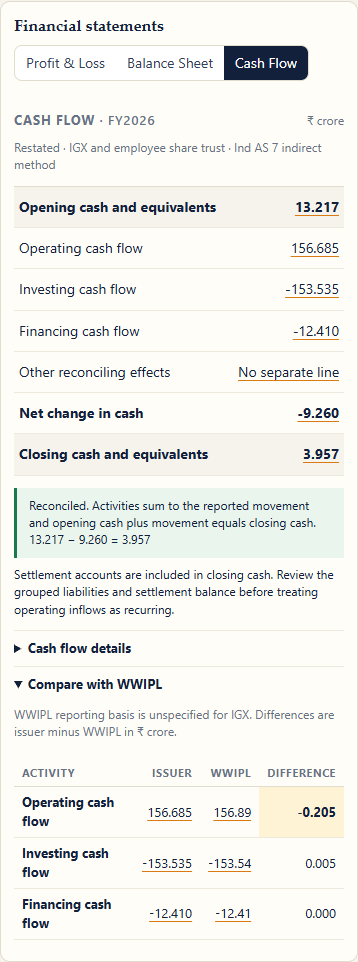 Financial statements
Profit & Loss Balance Sheet Cash Flow
CASH FLOW · FY2026 ₹ crore
Restated · IGX and employee share trust · Ind AS 7 indirect
method
Opening cash and equivalents 13.217
Operating cash flow 156.685
Investing cash flow -153.535
Financing cash flow -12.410
Other reconciling effects No separate line
Net change in cash -9.260
Closing cash and equivalents 3.957
Reconciled. Activities sum to the reported movement
and opening cash plus movement equals closing cash.
13.217 − 9.260 = 3.957
Settlement accounts are included in closing cash. Review the
grouped liabilities and settlement balance before treating
operating inflows as recurring.
▶ Cash flow details
▼ Compare with WWIPL
WWIPL reporting basis is unspecified for IGX. Differences are
issuer minus WWIPL in ₹ crore.
ACTIVITY ISSUER WWIPL DIFFERENCE
Operating cash
flow 156.685 156.89 -0.205
Investing cash
flow -153.535 -153.54 0.005
Financing cash
flow -12.410 -12.41 0.000